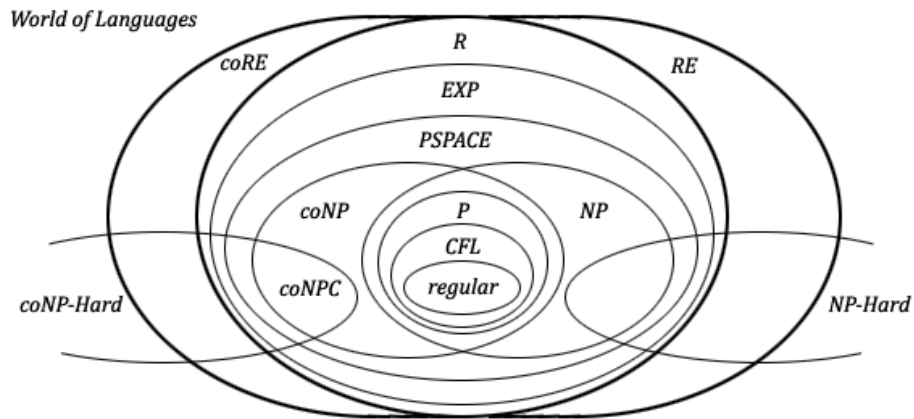 World of Languages
R
coRE
RE
EXP
PSPACE
coNP
P
NP
CFL
coNPC
regular
coNP-Hard
NP-Hard